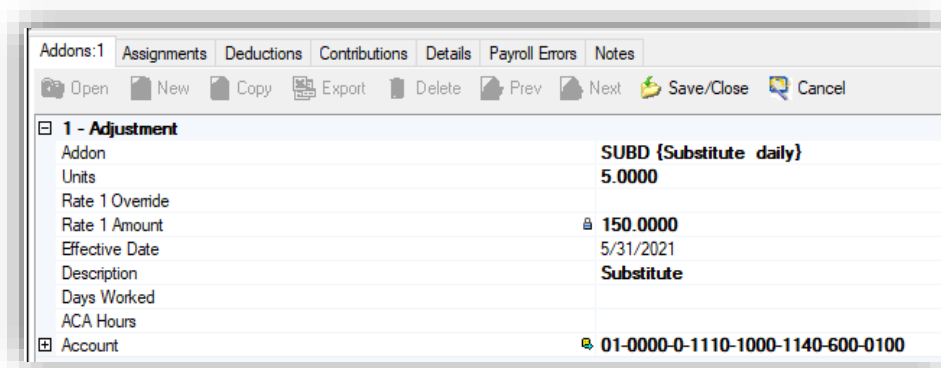 Addons:1 Assignments Deductions Contributions Details Payroll Errors Notes
Open New Copy Export Delete Prev Next Save/Close Cancel
1 - Adjustment
Addon SUBD {Substitute daily}
Units 5.0000
Rate 1 Override
Rate 1 Amount 150.0000
Effective Date 5/31/2021
Description Substitute
Days Worked
ACA Hours
Account 01-0000-0-1110-1000-1140-600-0100